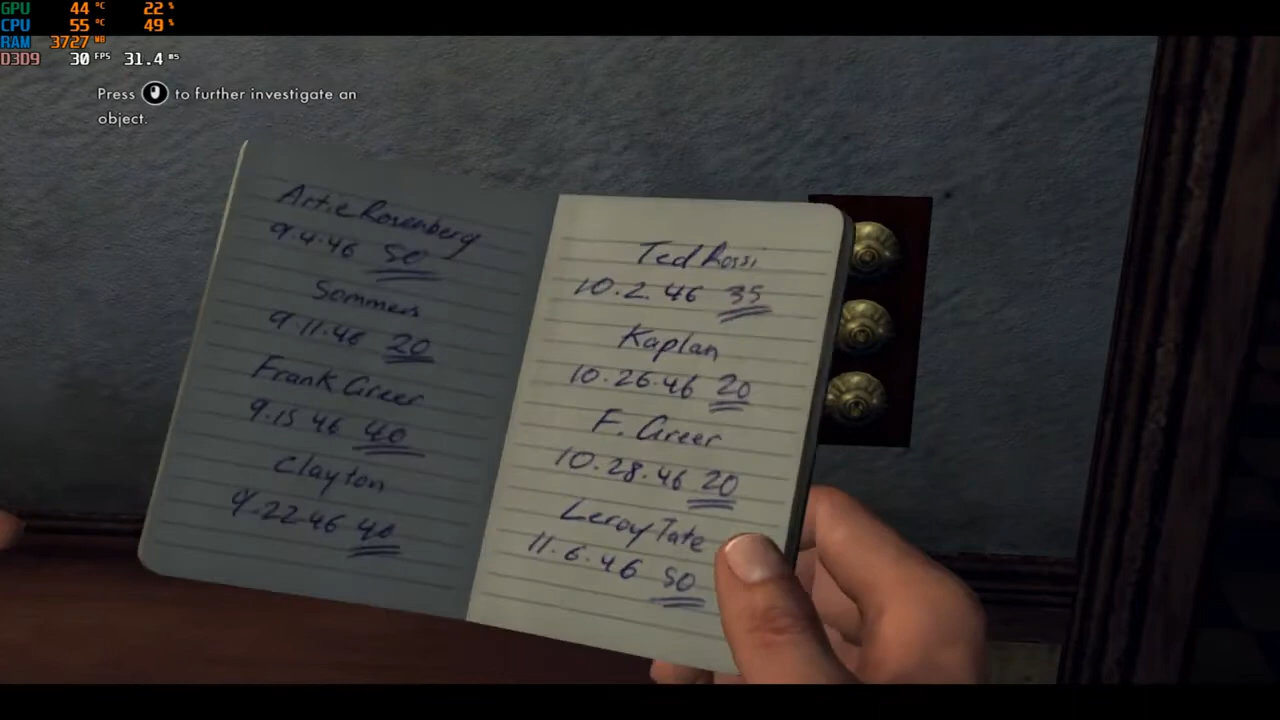 GPU 44 °C 22 %
CPU 55 °C 49 %
RAM 3727 MB
D3D9 30 FPS 31.4 ms
Press to further investigate an
object.
Artie Rosenberg
9.4.46 50
Sommers
9.11.46 20
Frank Greer
9.15 46 40
Clayton
9.22.46 40
Ted Rossi
10.2.46 35
Kaplan
10.26.46 20
F. Greer
10.28.46 20
Leroy Tate
11.6.46 50